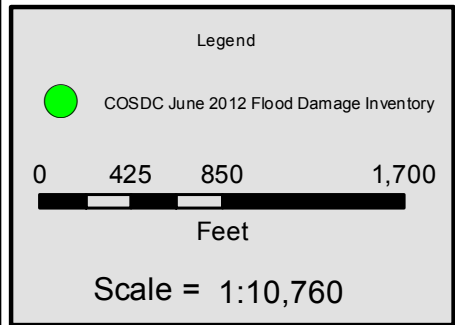 Legend
COSDC June 2012 Flood Damage Inventory
0 425 850 1,700
Feet
Scale = 1:10,760